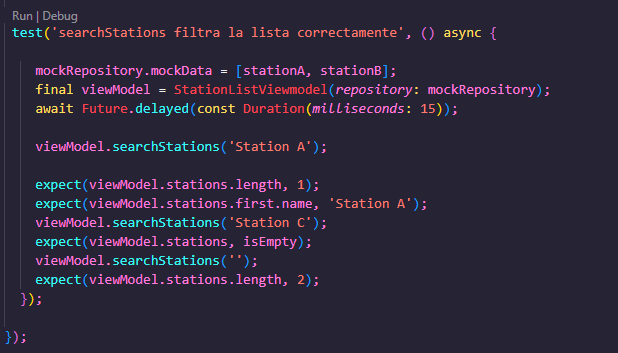 Run | Debug
test('searchStations filtra la lista correctamente', () async {
mockRepository.mockData = [stationA, stationB];
final viewModel = StationListViewmodel(repository: mockRepository);
await Future.delayed(const Duration(milliseconds: 15));
viewModel.searchStations('Station A');
expect(viewModel.stations.length, 1);
expect(viewModel.stations.first.name, 'Station A');
viewModel.searchStations('Station C');
expect(viewModel.stations, isEmpty);
viewModel.searchStations('');
expect(viewModel.stations.length, 2);
});
});